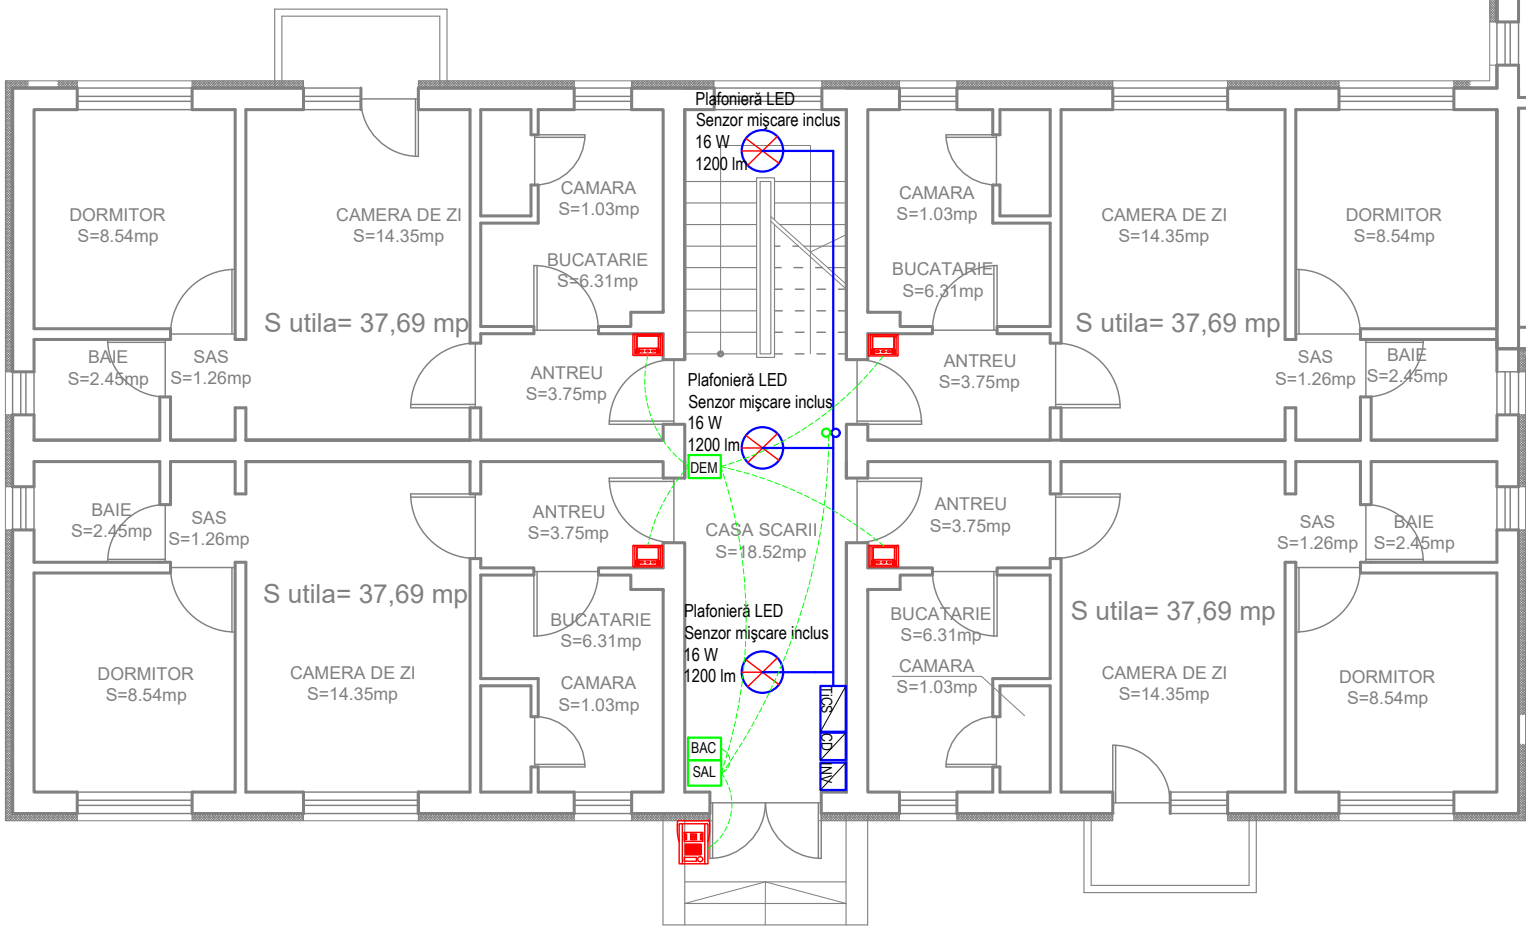 Plafonieră LED
Senzor mişcare inclus
16 W
1200 lm
DORMITOR
S=8.54mp
CAMERA DE ZI
S=14.35mp
CAMARA
S=1.03mp
BUCATARIE
S=6.31mp
S utila= 37,69 mp
BAIE
S=2.45mp
SAS
S=1.26mp
ANTREU
S=3.75mp
CAMARA
S=1.03mp
BUCATARIE
S=6.31mp
CAMERA DE ZI
S=14.35mp
DORMITOR
S=8.54mp
S utila= 37,69 mp
ANTREU
S=3.75mp
SAS
S=1.26mp
BAIE
S=2.45mp
Plafonieră LED
Senzor mişcare inclus
16 W
1200 lm
DEM
CASA SCARII
S=18.52mp
BAIE
S=2.45mp
SAS
S=1.26mp
ANTREU
S=3.75mp
S utila= 37,69 mp
BUCATARIE
S=6.31mp
DORMITOR
S=8.54mp
CAMERA DE ZI
S=14.35mp
CAMARA
S=1.03mp
ANTREU
S=3.75mp
SAS
S=1.26mp
BAIE
S=2.45mp
S utila= 37,69 mp
BUCATARIE
S=6.31mp
CAMARA
S=1.03mp
CAMERA DE ZI
S=14.35mp
DORMITOR
S=8.54mp
Plafonieră LED
Senzor mişcare inclus
16 W
1200 lm
BAC
SAL
TICS
CD
INV